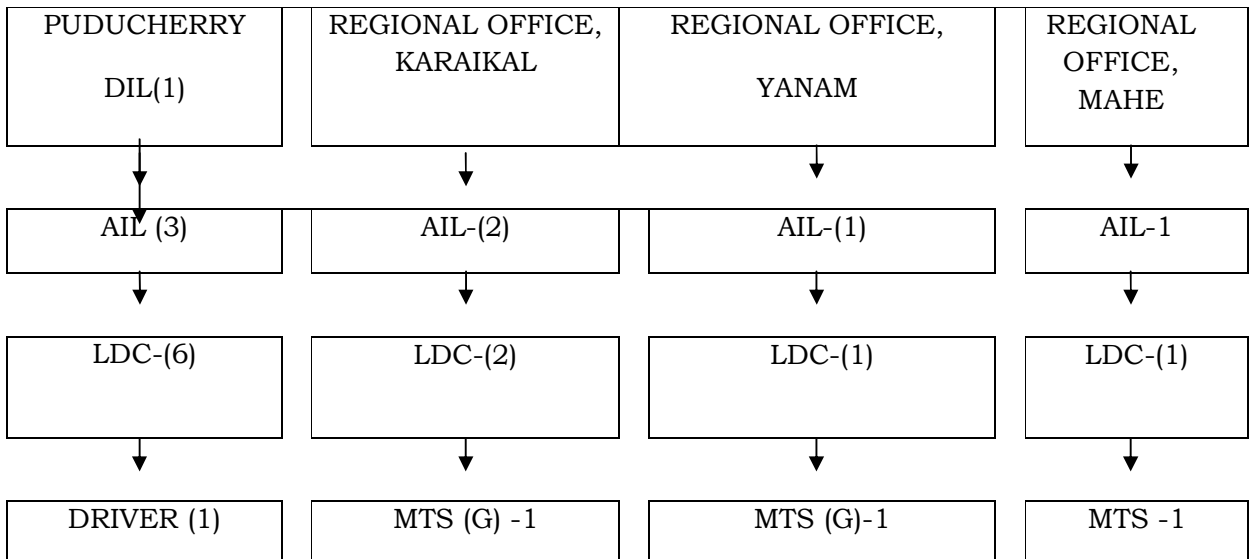 PUDUCHERRY
DIL(1)
REGIONAL OFFICE,
KARAIKAL
REGIONAL OFFICE,
YANAM
REGIONAL
OFFICE,
MAHE
AIL (3)
AIL-(2)
AIL-(1)
AIL-1
LDC-(6)
LDC-(2)
LDC-(1)
LDC-(1)
DRIVER (1)
MTS (G) -1
MTS (G)-1
MTS -1